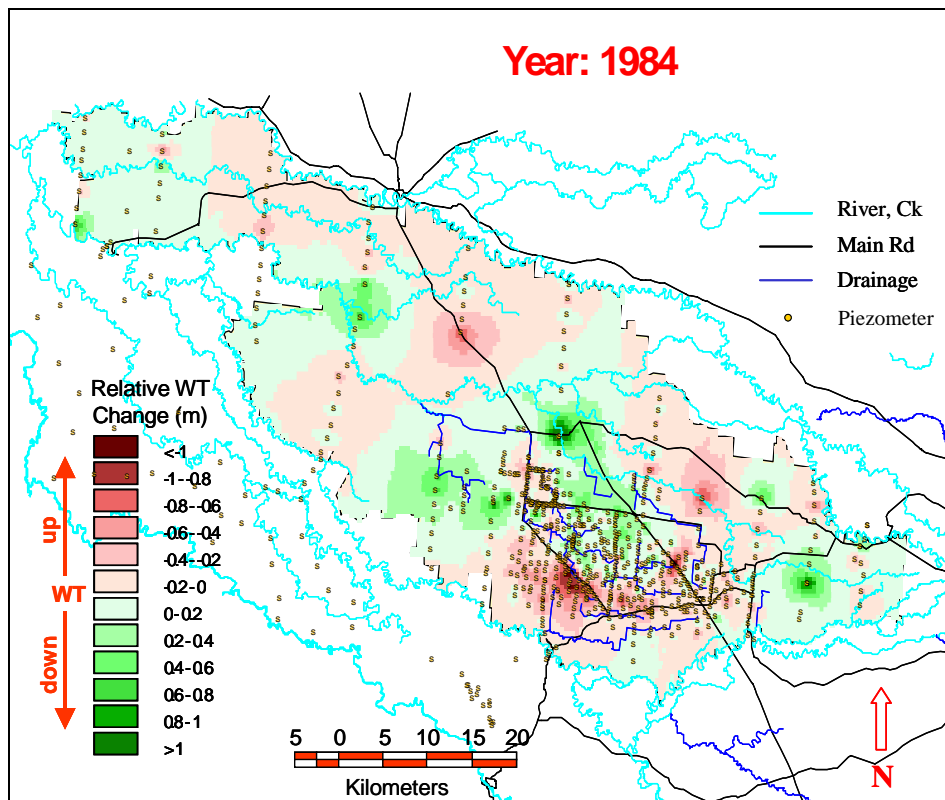 Year: 1984
River, Ck
Main Rd
Drainage
Piezometer
Relative WT
Change (m)
<-1
-1--0.8
-0.8--0.6
-0.6--0.4
-0.4--0.2
-0.2-0
0-0.2
0.2-0.4
0.4-0.6
0.6-0.8
0.8-1
>1
up
WT
down
5 0 5 10 15 20
Kilometers
N